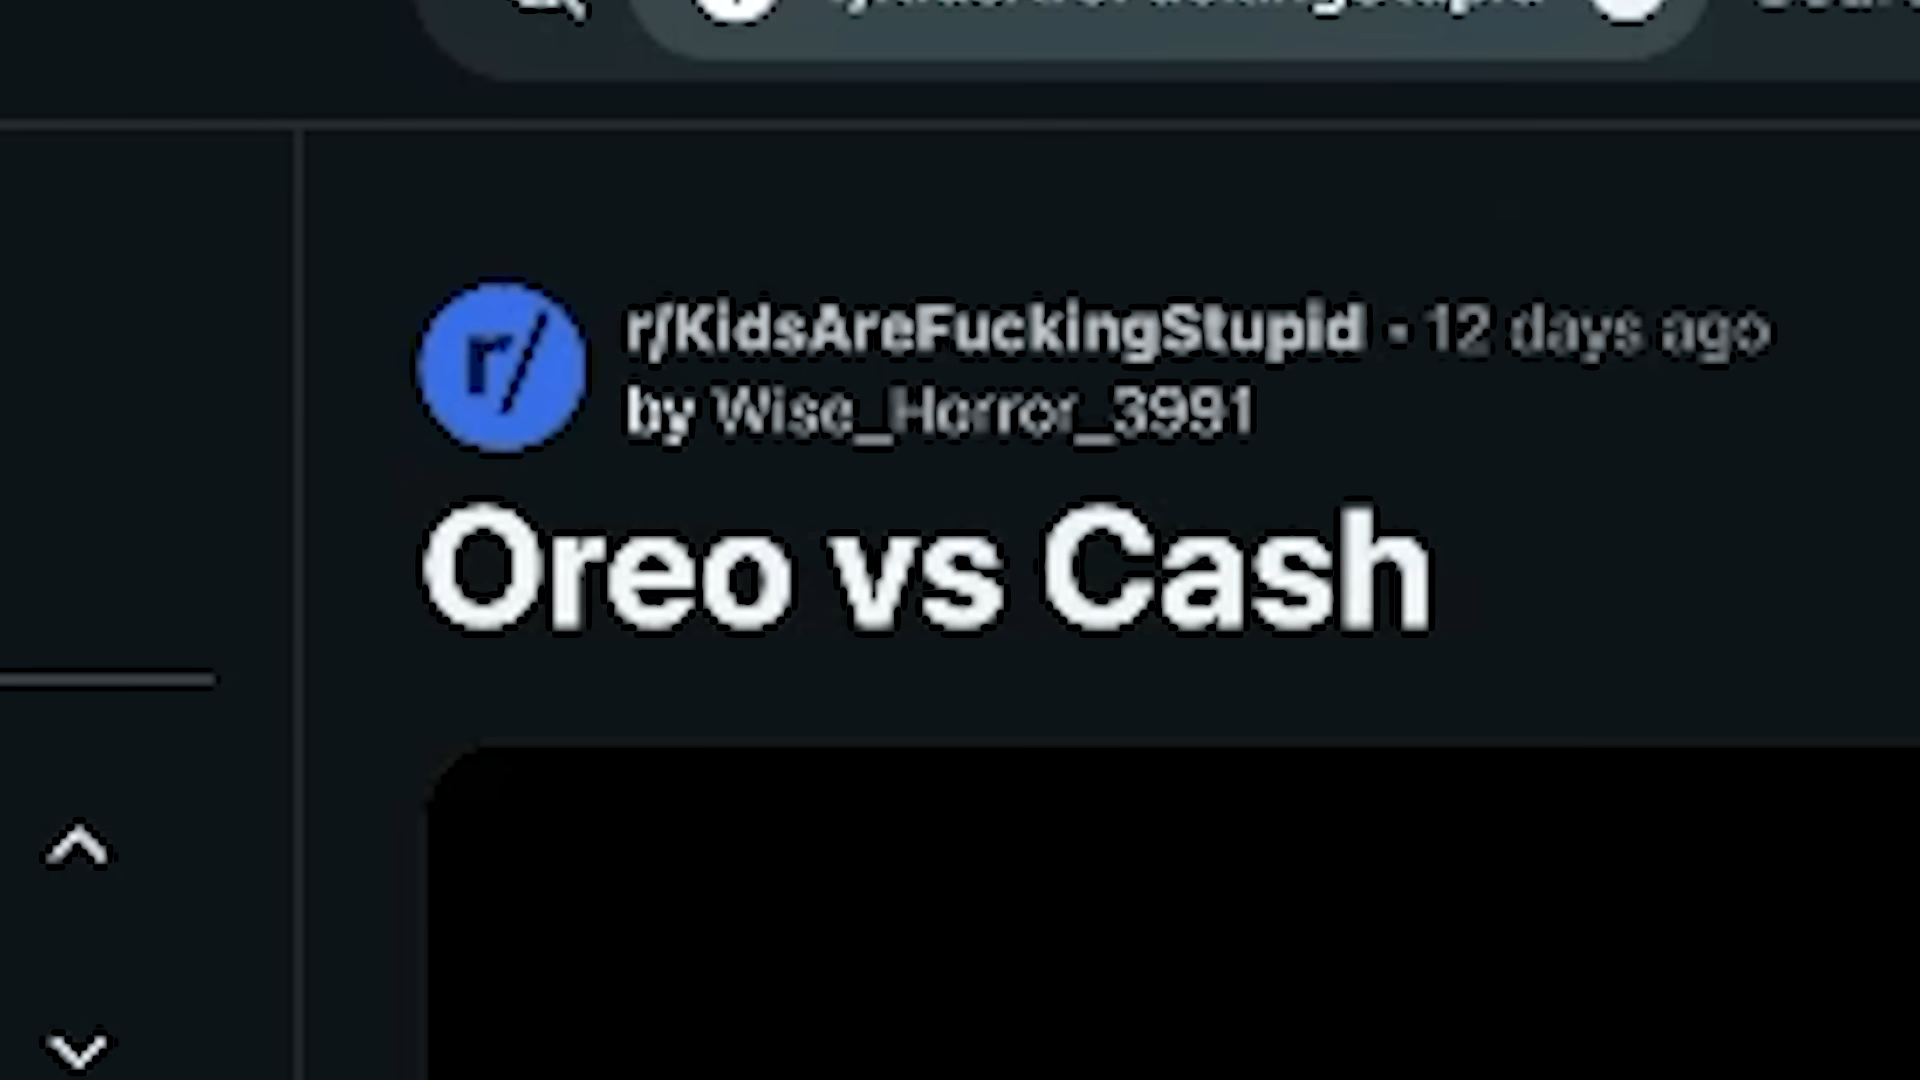 r/KidsAreFuckingStupid • 12 days ago
r/
by Wise_Horror_3991
Oreo vs Cash